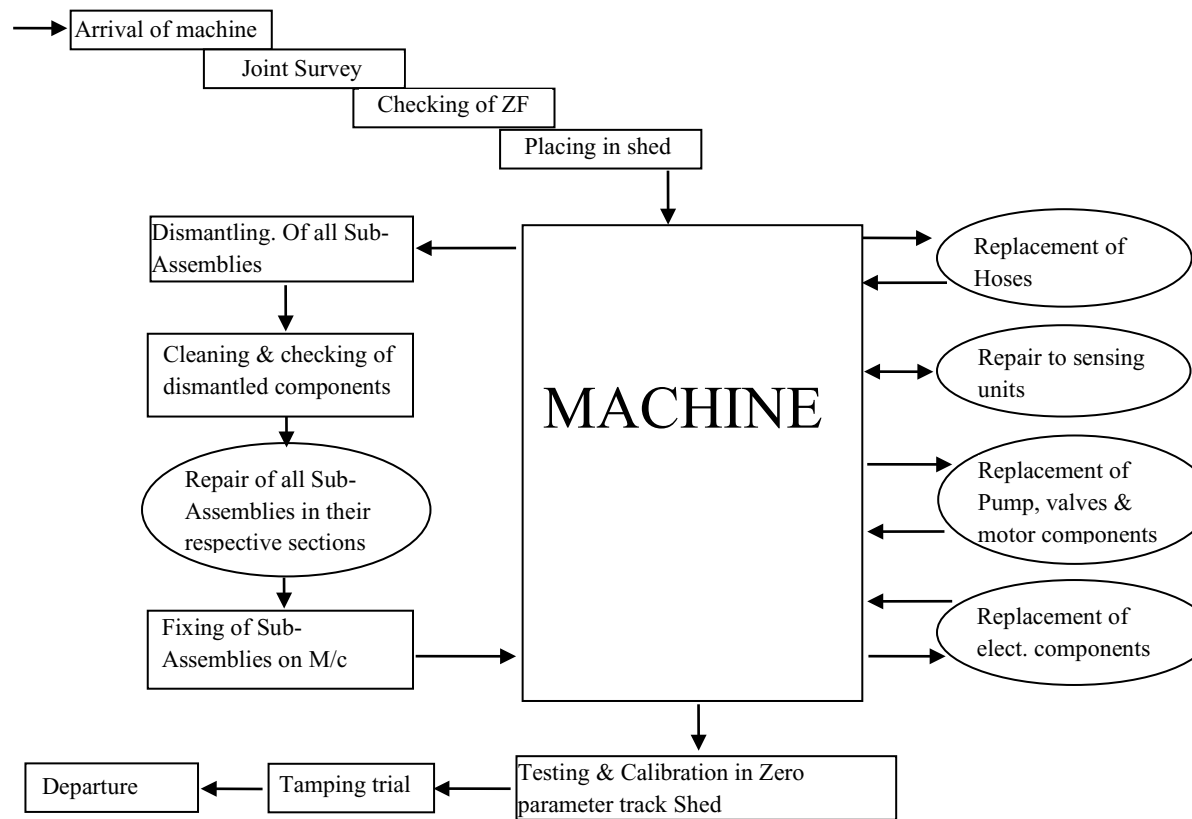 Arrival of machine
Joint Survey
Checking of ZF
Placing in shed
Dismantling. Of all Sub-
Assemblies
Cleaning & checking of
dismantled components
Repair of all Sub-
Assemblies in their
respective sections
Fixing of Sub-
Assemblies on M/c
MACHINE
Replacement of
Hoses
Repair to sensing
units
Replacement of
Pump, valves &
motor components
Replacement of
elect. components
Testing & Calibration in Zero
parameter track Shed
Tamping trial
Departure